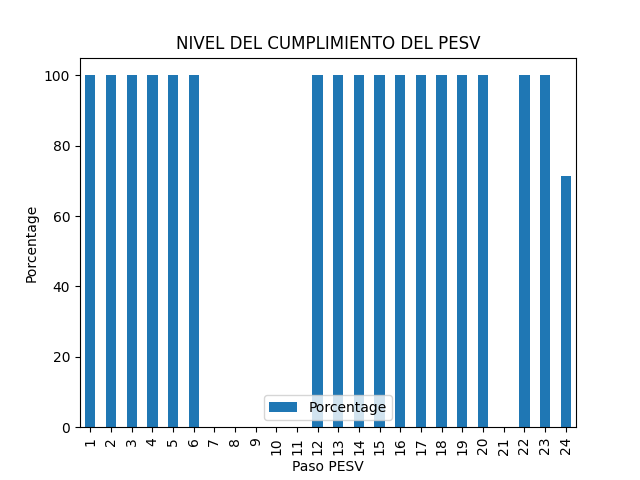 NIVEL DEL CUMPLIMIENTO DEL PESV
Porcentage
100
80
60
40
20
0
Porcentage
1 2 3 4 5 6 7 8 9 10 11 12 13 14 15 16 17 18 19 20 21 22 23 24
Paso PESV